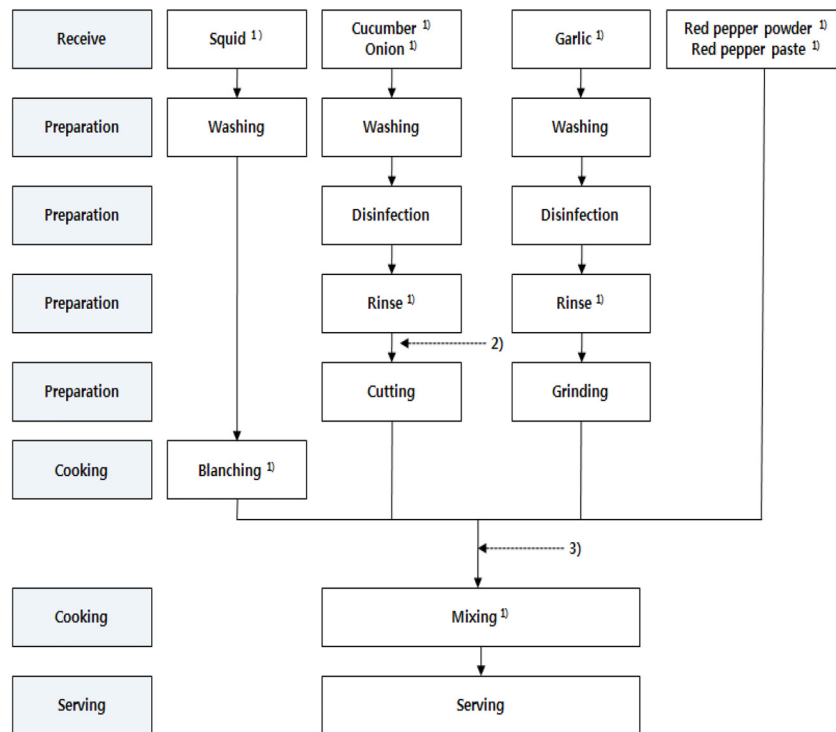 Receive
Squid 1)
Cucumber 1)
Onion 1)
Garlic 1)
Red pepper powder 1)
Red pepper paste 1)
Preparation
Washing
Washing
Washing
Preparation
Disinfection
Disinfection
Preparation
Rinse 1)
Rinse 1)
2)
Preparation
Cutting
Grinding
Cooking
Blanching 1)
3)
Cooking
Mixing 1)
Serving
Serving